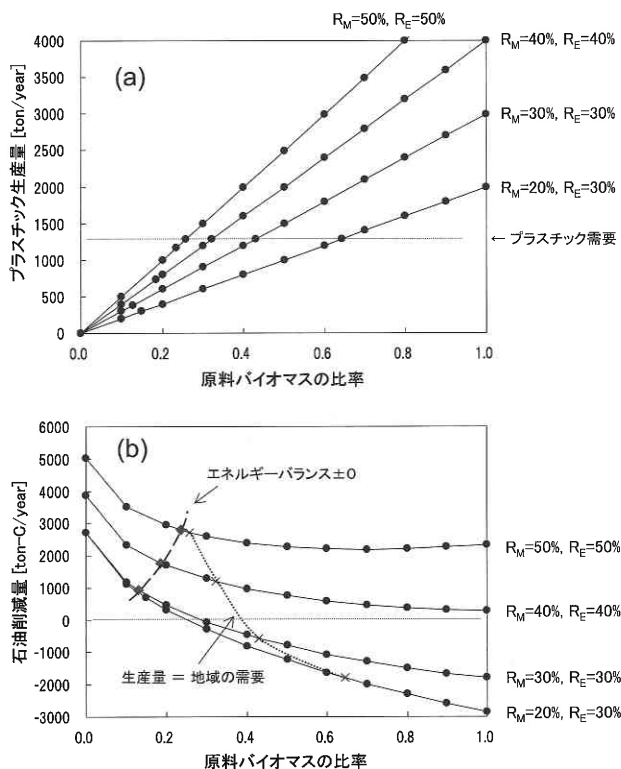 R_M=50%, R_E=50%
(a)
プラスチック生産量 [ton/year]
4000
3500
3000
2500
2000
1500
1000
500
0
0.0 0.2 0.4 0.6 0.8 1.0
原料バイオマスの比率
R_M=40%, R_E=40%
R_M=30%, R_E=30%
R_M=20%, R_E=30%
← プラスチック需要
(b)
石油削減量 [ton-C/year]
6000
5000
4000
3000
2000
1000
0
-1000
-2000
-3000
エネルギーバランス±0
生産量 = 地域の需要
0.0 0.2 0.4 0.6 0.8 1.0
原料バイオマスの比率
R_M=50%, R_E=50%
R_M=40%, R_E=40%
R_M=30%, R_E=30%
R_M=20%, R_E=30%